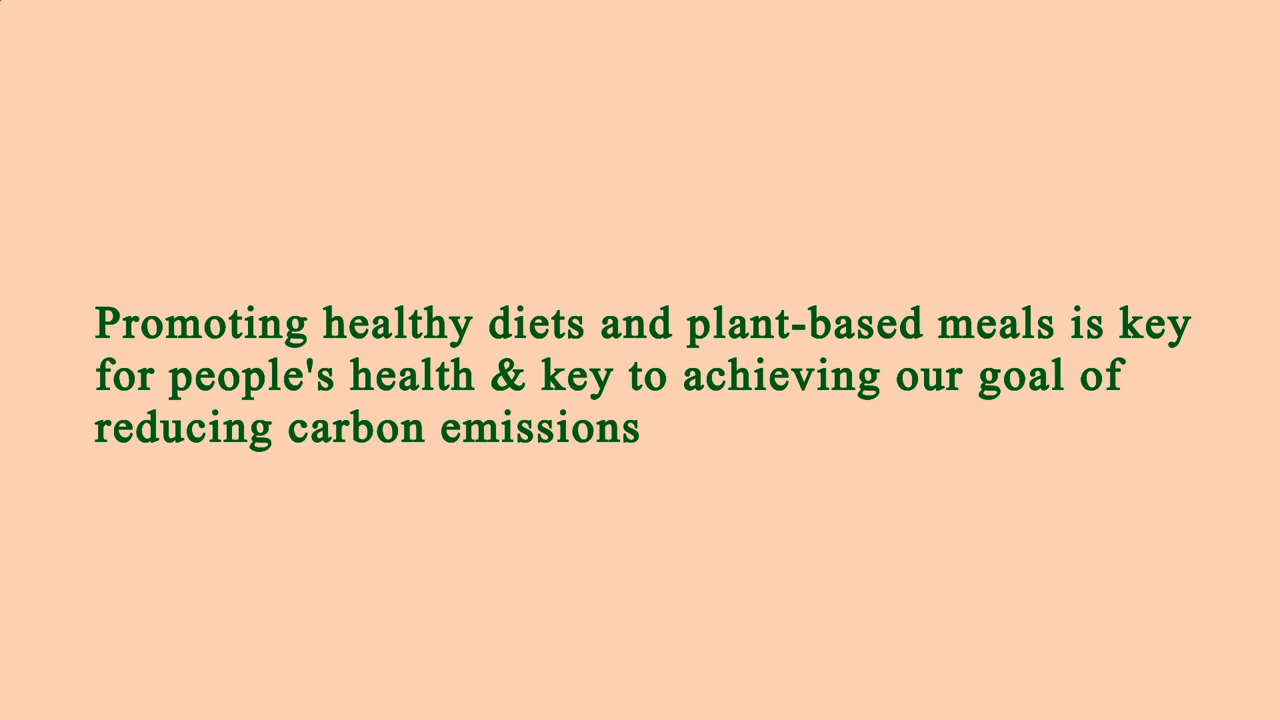 Promoting healthy diets and plant-based meals is key
for people's health & key to achieving our goal of
reducing carbon emissions